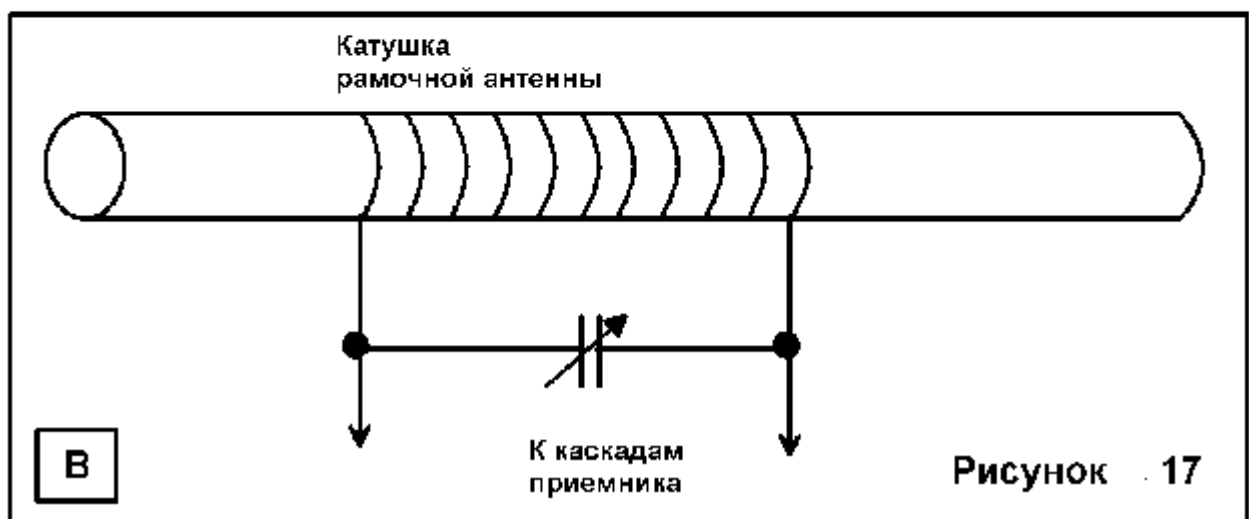 Катушка
рамочной антенны
К каскадам
приемника
В
Рисунок 17